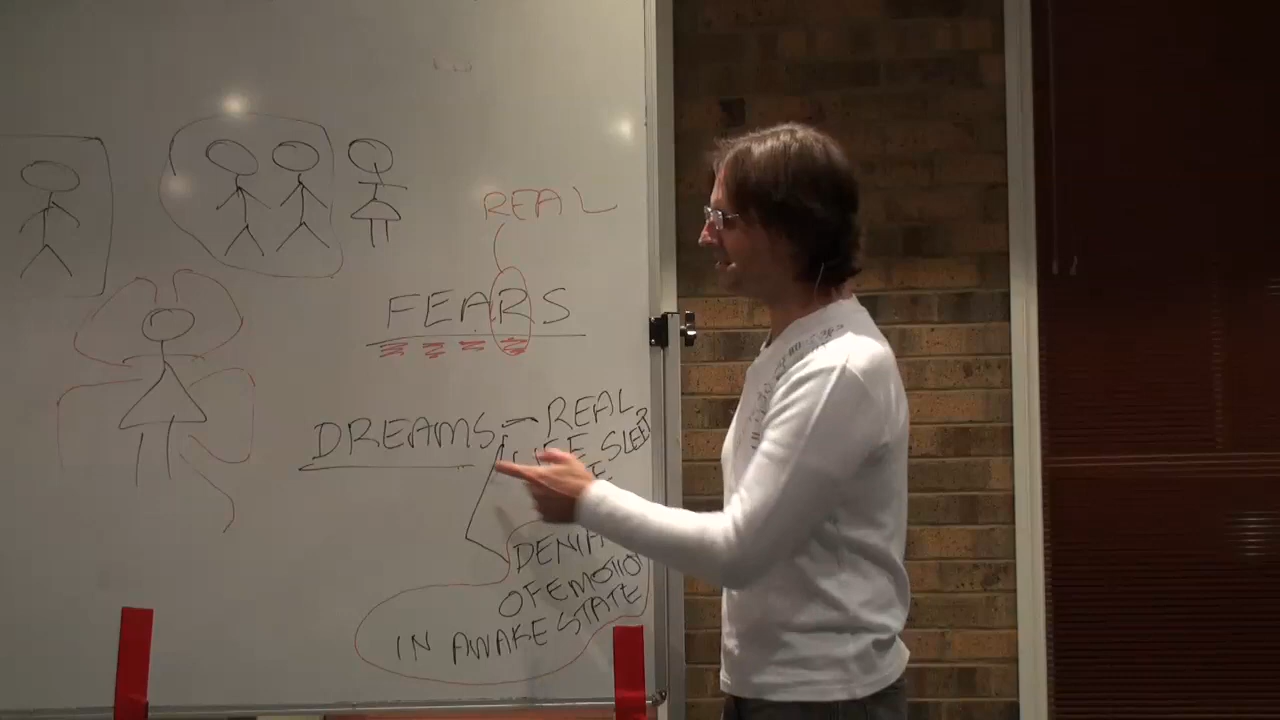 REAL
FEARS
DREAMS - REAL
LIFE SLEEP
DENIAL
OF EMOTION
IN AWAKE STATE